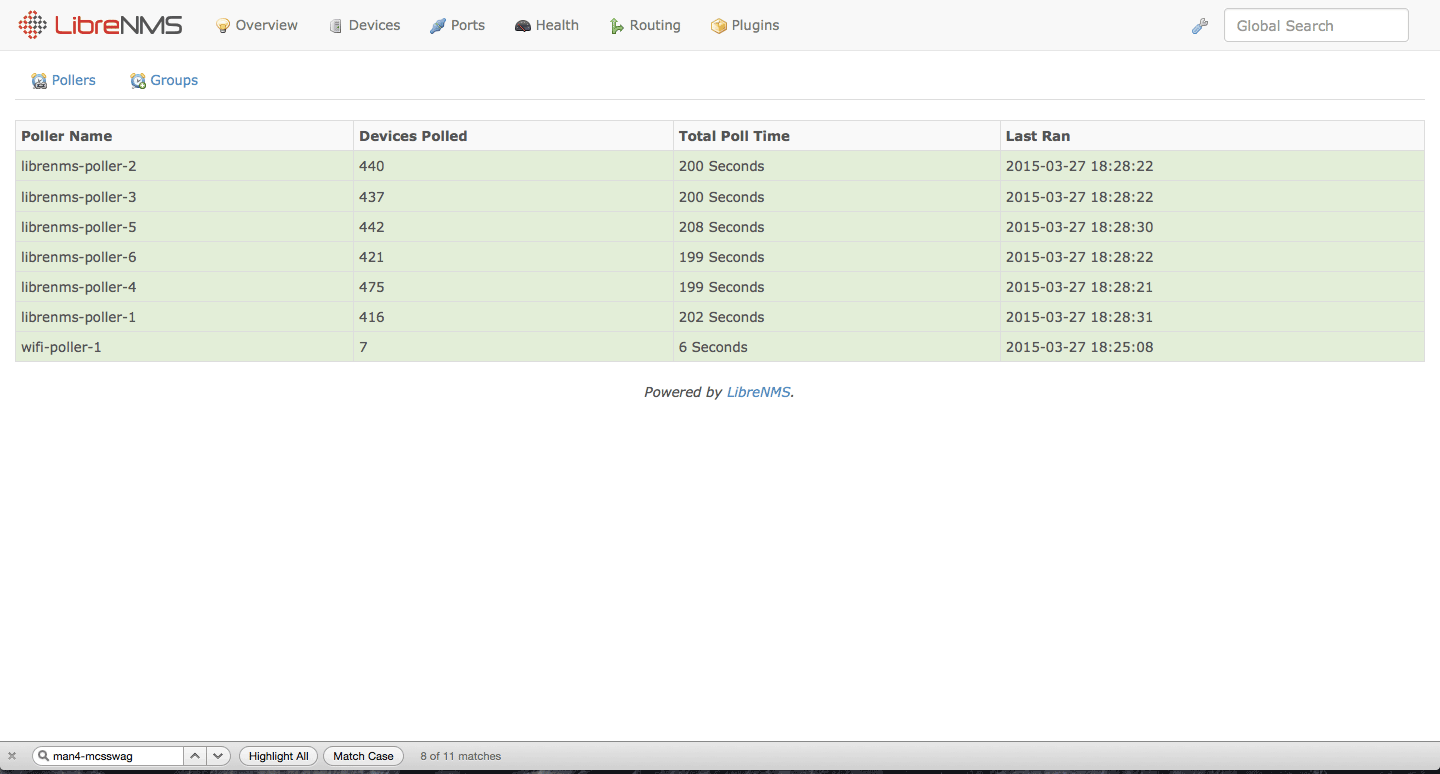 LibreNMS Overview Devices Ports Health Routing Plugins Global Search
Pollers Groups
Poller Name Devices Polled Total Poll Time Last Ran
librenms-poller-2 440 200 Seconds 2015-03-27 18:28:22
librenms-poller-3 437 200 Seconds 2015-03-27 18:28:22
librenms-poller-5 442 208 Seconds 2015-03-27 18:28:30
librenms-poller-6 421 199 Seconds 2015-03-27 18:28:22
librenms-poller-4 475 199 Seconds 2015-03-27 18:28:21
librenms-poller-1 416 202 Seconds 2015-03-27 18:28:31
wifi-poller-1 7 6 Seconds 2015-03-27 18:25:08
Powered by LibreNMS.
man4-mcsswag Highlight All Match Case 8 of 11 matches